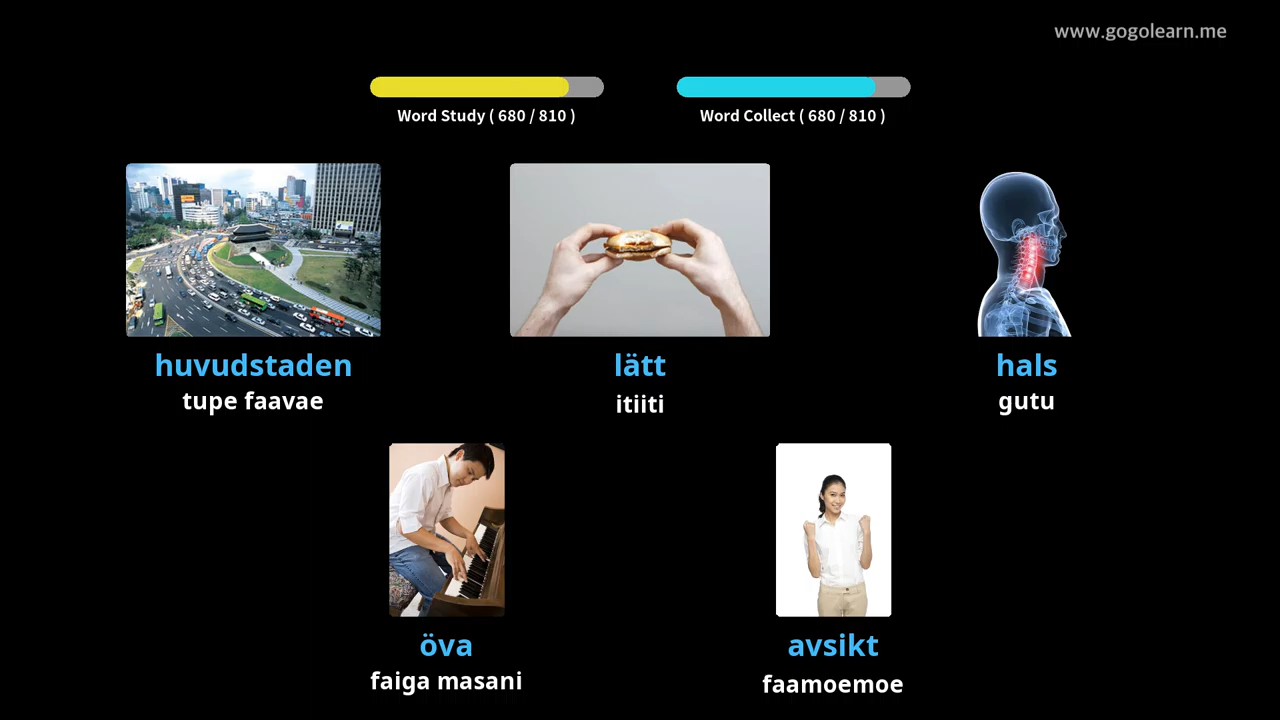 www.gogolearn.me
Word Study ( 680 / 810 )
Word Collect ( 680 / 810 )
huvudstaden
tupe faavae
lätt
itiiti
hals
gutu
öva
faiga masani
avsikt
faamoemoe